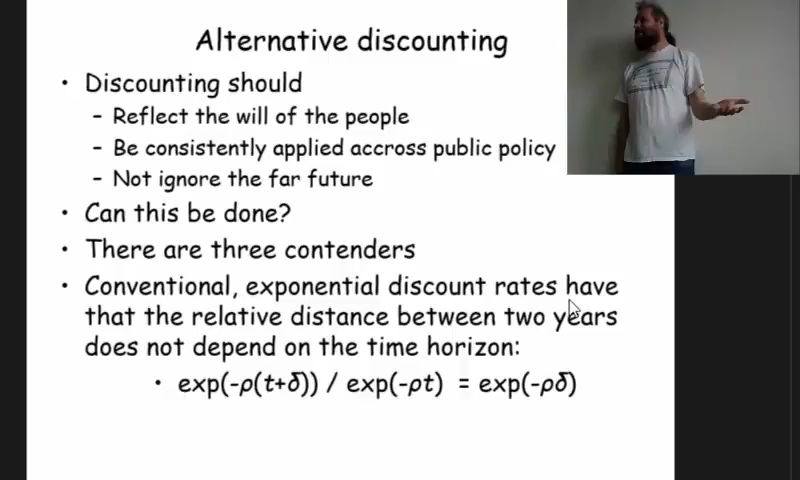 Alternative discounting
• Discounting should
– Reflect the will of the people
– Be consistently applied accross public policy
– Not ignore the far future
• Can this be done?
• There are three contenders
• Conventional, exponential discount rates have
that the relative distance between two years
does not depend on the time horizon:
• exp(-ρ(t+δ)) / exp(-ρt) = exp(-ρδ)